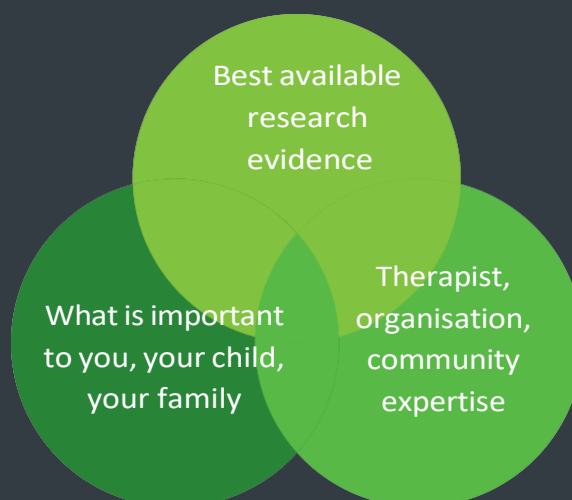 Best available
research
evidence
What is important
to you, your child,
your family
Therapist,
organisation,
community
expertise